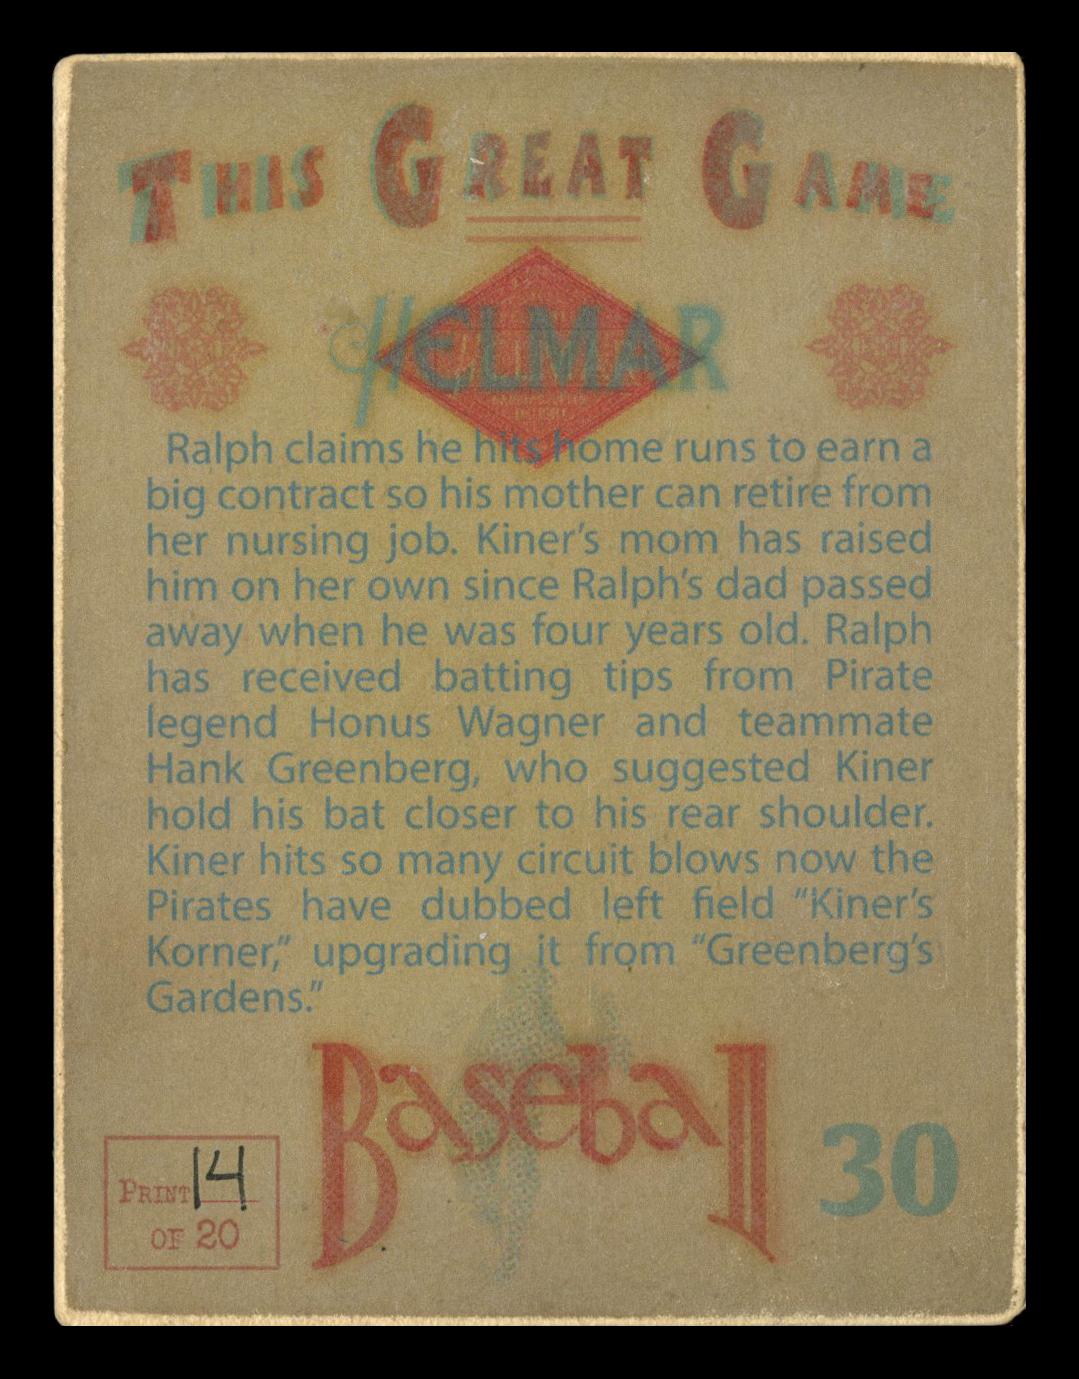 THIS GREAT GAME
HELMAR
Ralph claims he hits home runs to earn a
big contract so his mother can retire from
her nursing job. Kiner's mom has raised
him on her own since Ralph's dad passed
away when he was four years old. Ralph
has received batting tips from Pirate
legend Honus Wagner and teammate
Hank Greenberg, who suggested Kiner
hold his bat closer to his rear shoulder.
Kiner hits so many circuit blows now the
Pirates have dubbed left field “Kiner's
Korner,” upgrading it from “Greenberg's
Gardens.”
Baseball
30
PRINT 14
OF 20